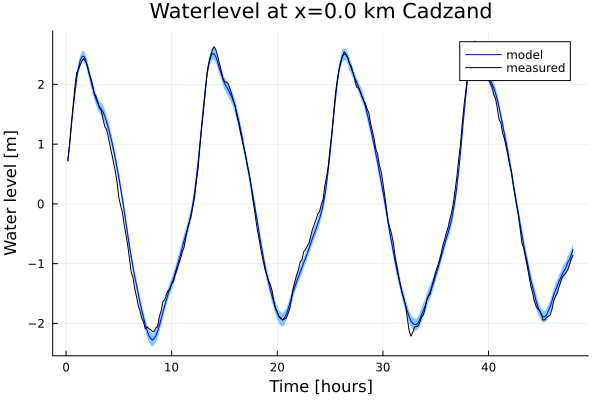 Waterlevel at x=0.0 km Cadzand
model
measured
Water level [m]
2
1
0
−1
−2
0 10 20 30 40
Time [hours]